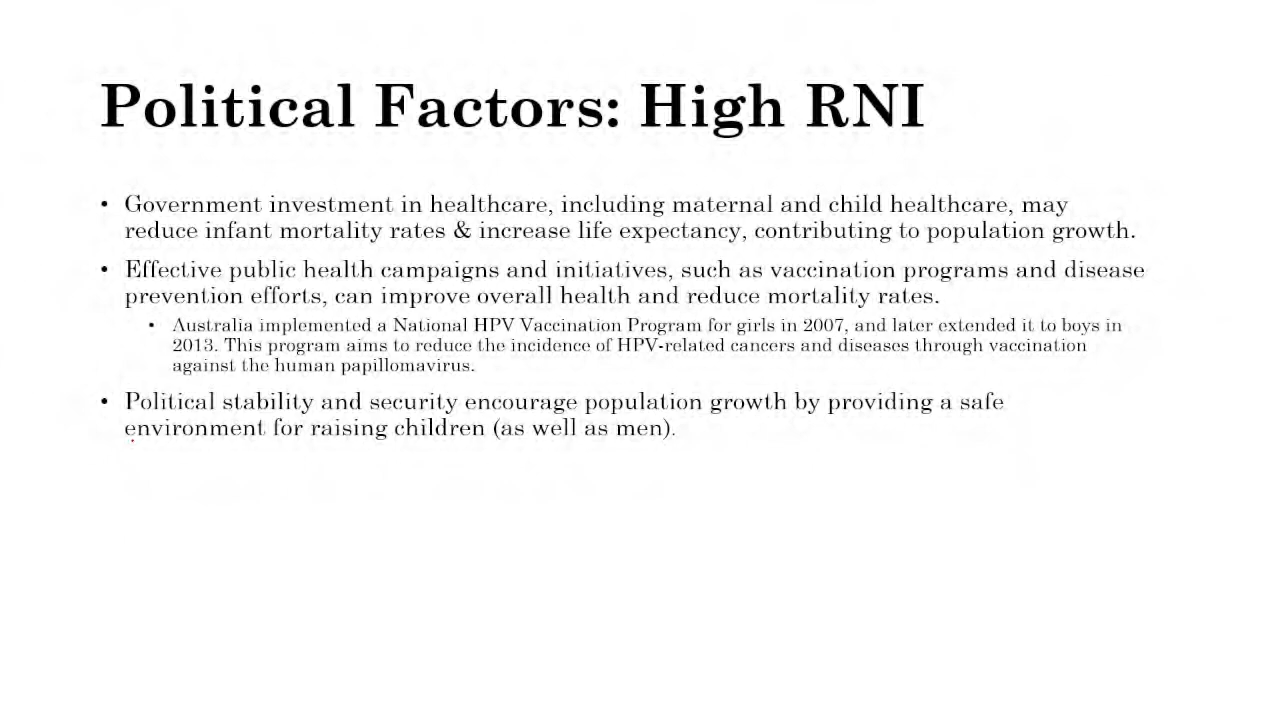 Political Factors: High RNI
• Government investment in healthcare, including maternal and child healthcare, may
reduce infant mortality rates & increase life expectancy, contributing to population growth.
• Effective public health campaigns and initiatives, such as vaccination programs and disease
prevention efforts, can improve overall health and reduce mortality rates.
• Australia implemented a National HPV Vaccination Program for girls in 2007, and later extended it to boys in
2013. This program aims to reduce the incidence of HPV-related cancers and diseases through vaccination
against the human papillomavirus.
• Political stability and security encourage population growth by providing a safe
environment for raising children (as well as men).